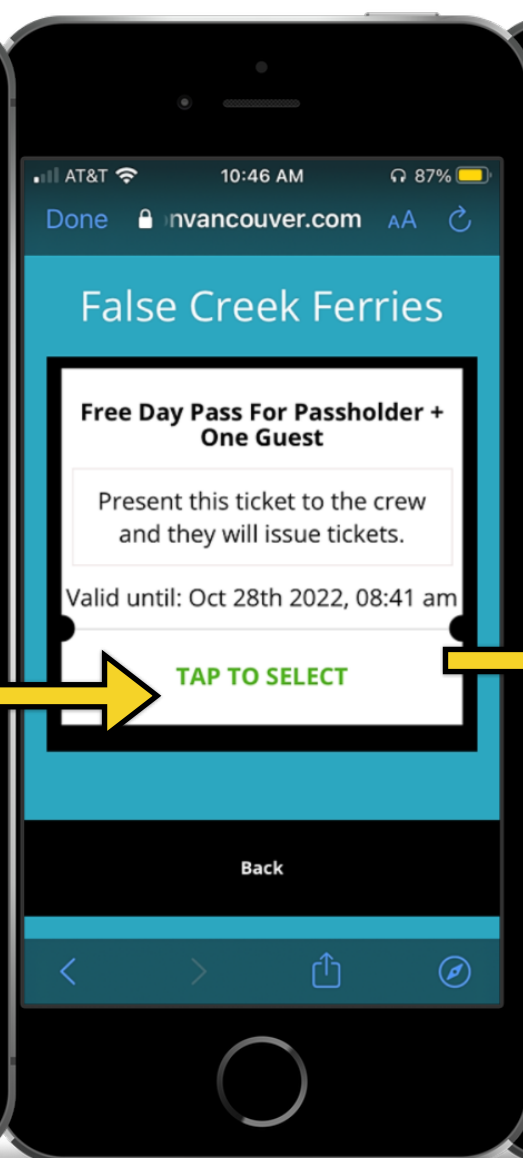 AT&T 10:46 AM 87%
Done nvancouver.com AA
False Creek Ferries
Free Day Pass For Passholder +
One Guest
Present this ticket to the crew
and they will issue tickets.
Valid until: Oct 28th 2022, 08:41 am
TAP TO SELECT
Back